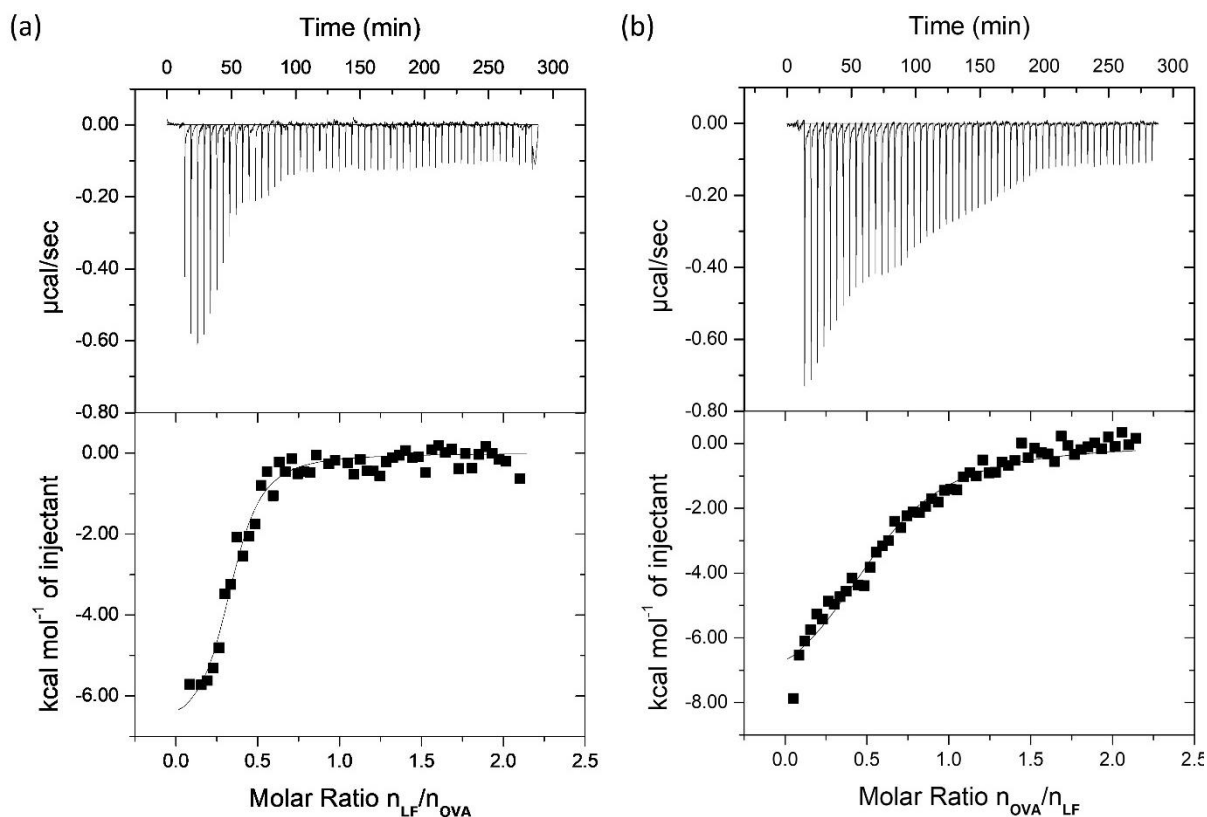 (a)
Time (min)
0 50 100 150 200 250 300
0.00
-0.20
-0.40
-0.60
-0.80
µcal/sec
0.00
-2.00
-4.00
-6.00
kcal mol⁻¹ of injectant
0.0 0.5 1.0 1.5 2.0 2.5
Molar Ratio n_LF/n_OVA
(b)
Time (min)
0 50 100 150 200 250 300
0.00
-0.20
-0.40
-0.60
-0.80
µcal/sec
0.00
-2.00
-4.00
-6.00
-8.00
kcal mol⁻¹ of injectant
0.0 0.5 1.0 1.5 2.0 2.5
Molar Ratio n_OVA/n_LF